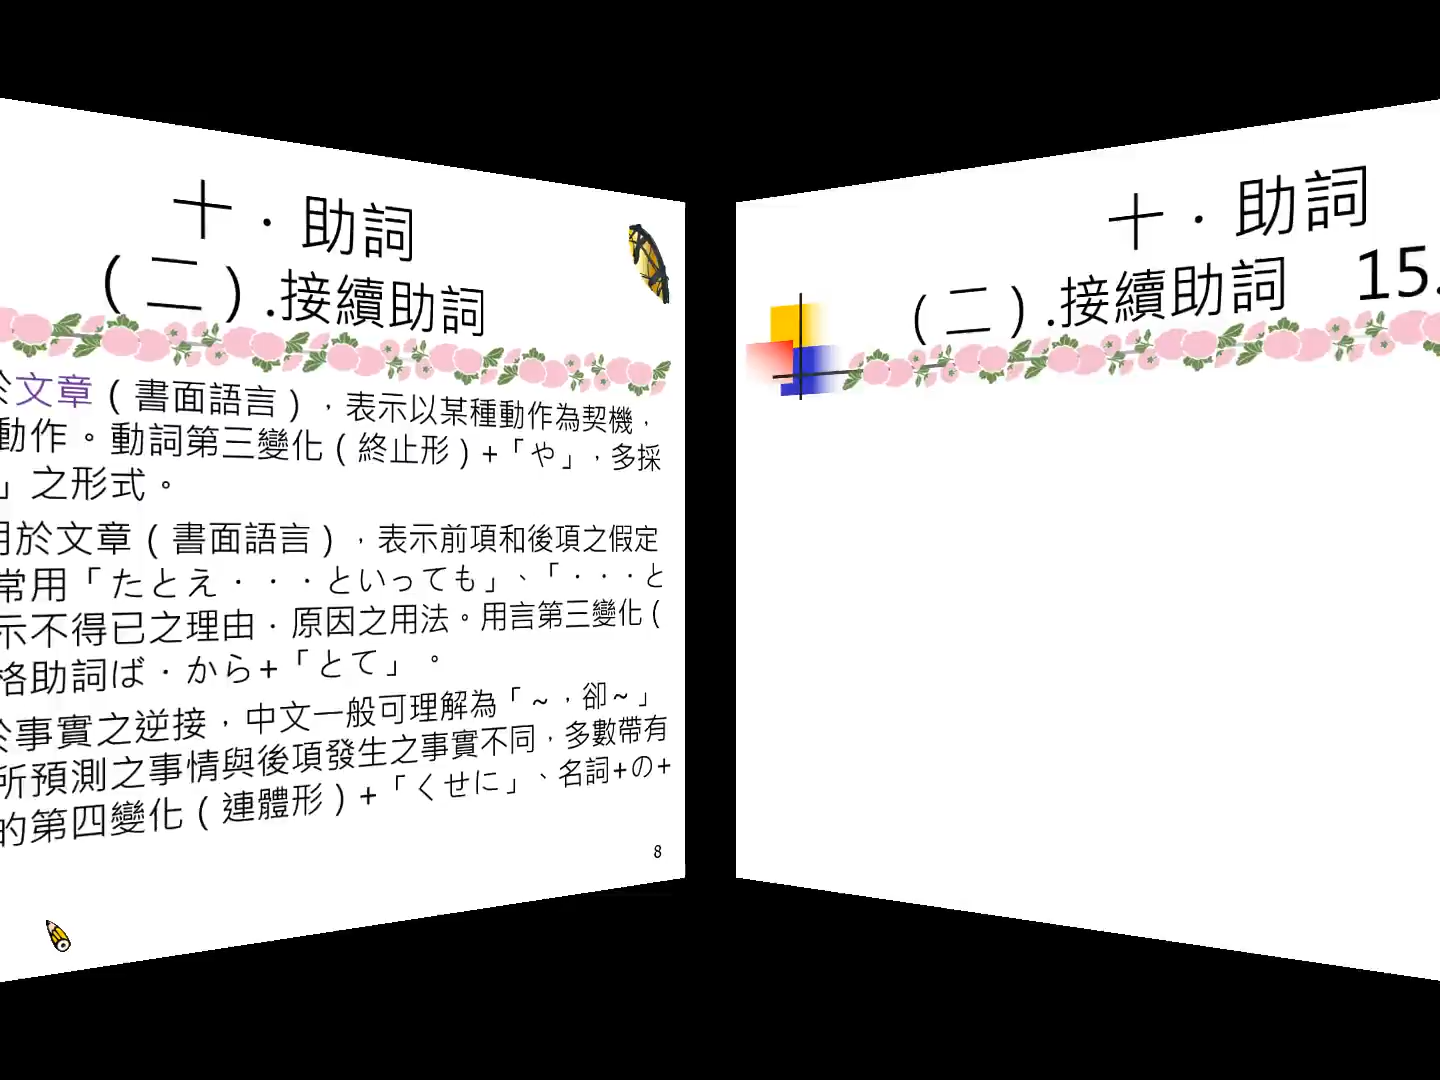 十．助詞
（二）.接續助詞
於文章（書面語言），表示以某種動作為契機，
動作。動詞第三變化（終止形）+「や」，多採
」之形式。
用於文章（書面語言），表示前項和後項之假定
常用「たとえ・・・といっても」、「・・・と
示不得已之理由．原因之用法。用言第三變化（
格助詞ば．から+「とて」。
於事實之逆接，中文一般可理解為「~，卻~」
所預測之事情與後項發生之事實不同，多數帶有
的第四變化（連體形）+「くせに」、名詞+の+
8
十．助詞
（二）.接續助詞　15.